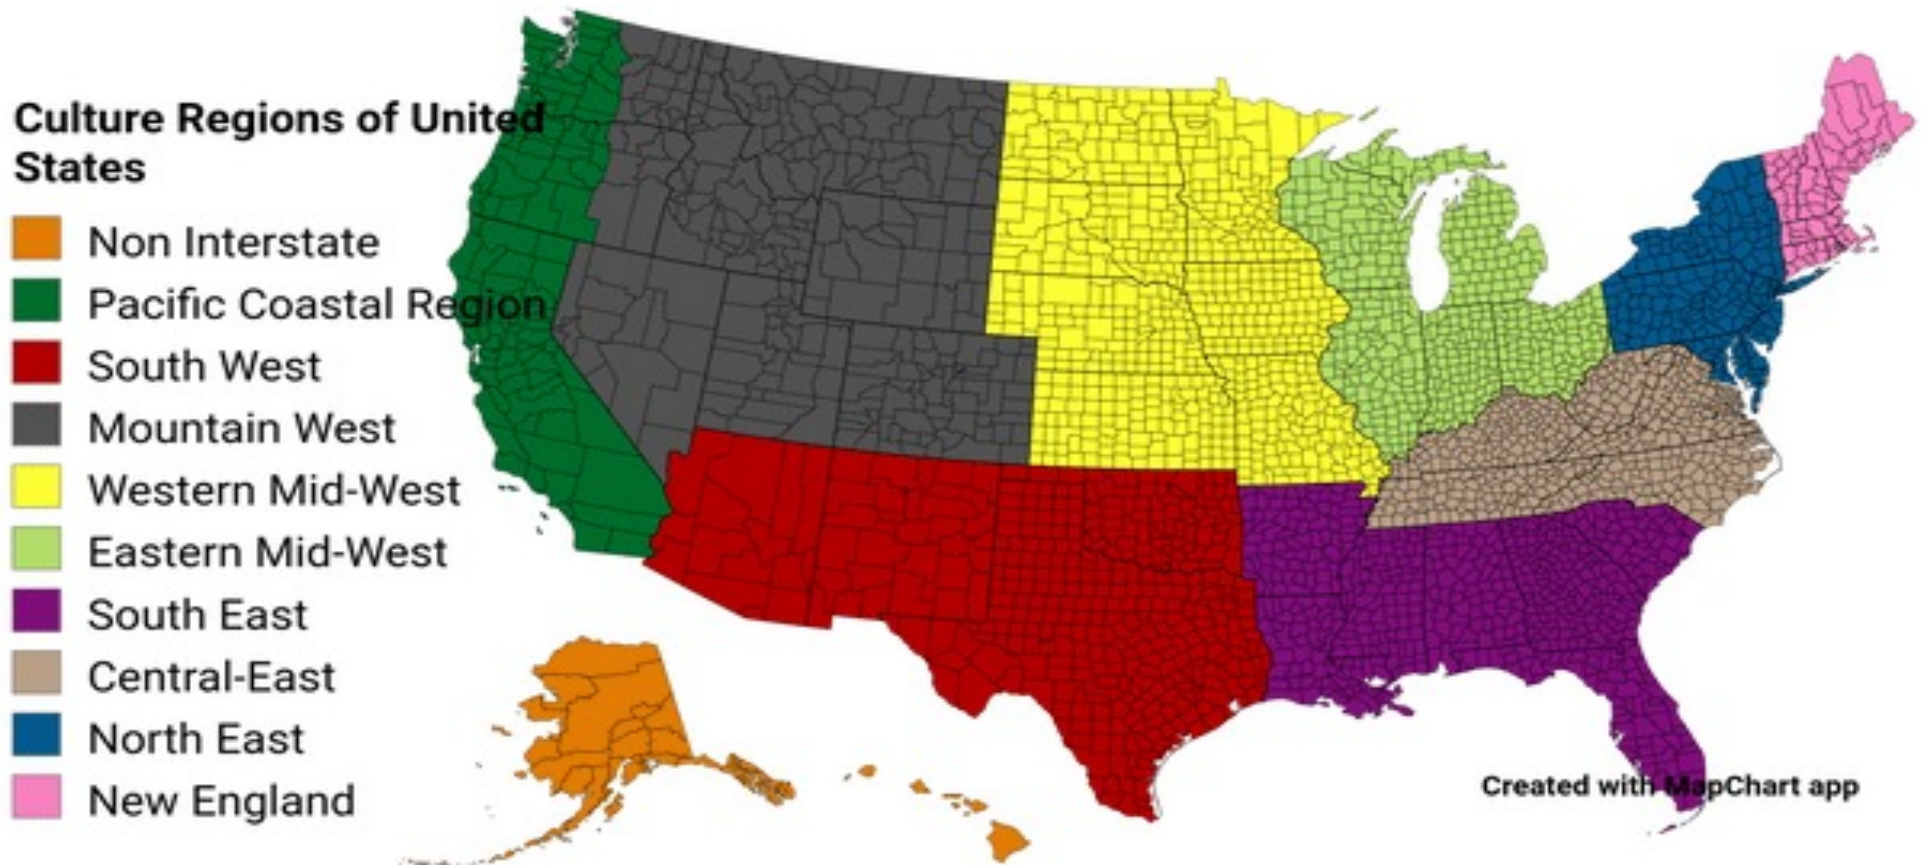 Culture Regions of United
States
Non Interstate
Pacific Coastal Region
South West
Mountain West
Western Mid-West
Eastern Mid-West
South East
Central-East
North East
New England
Created with MapChart app